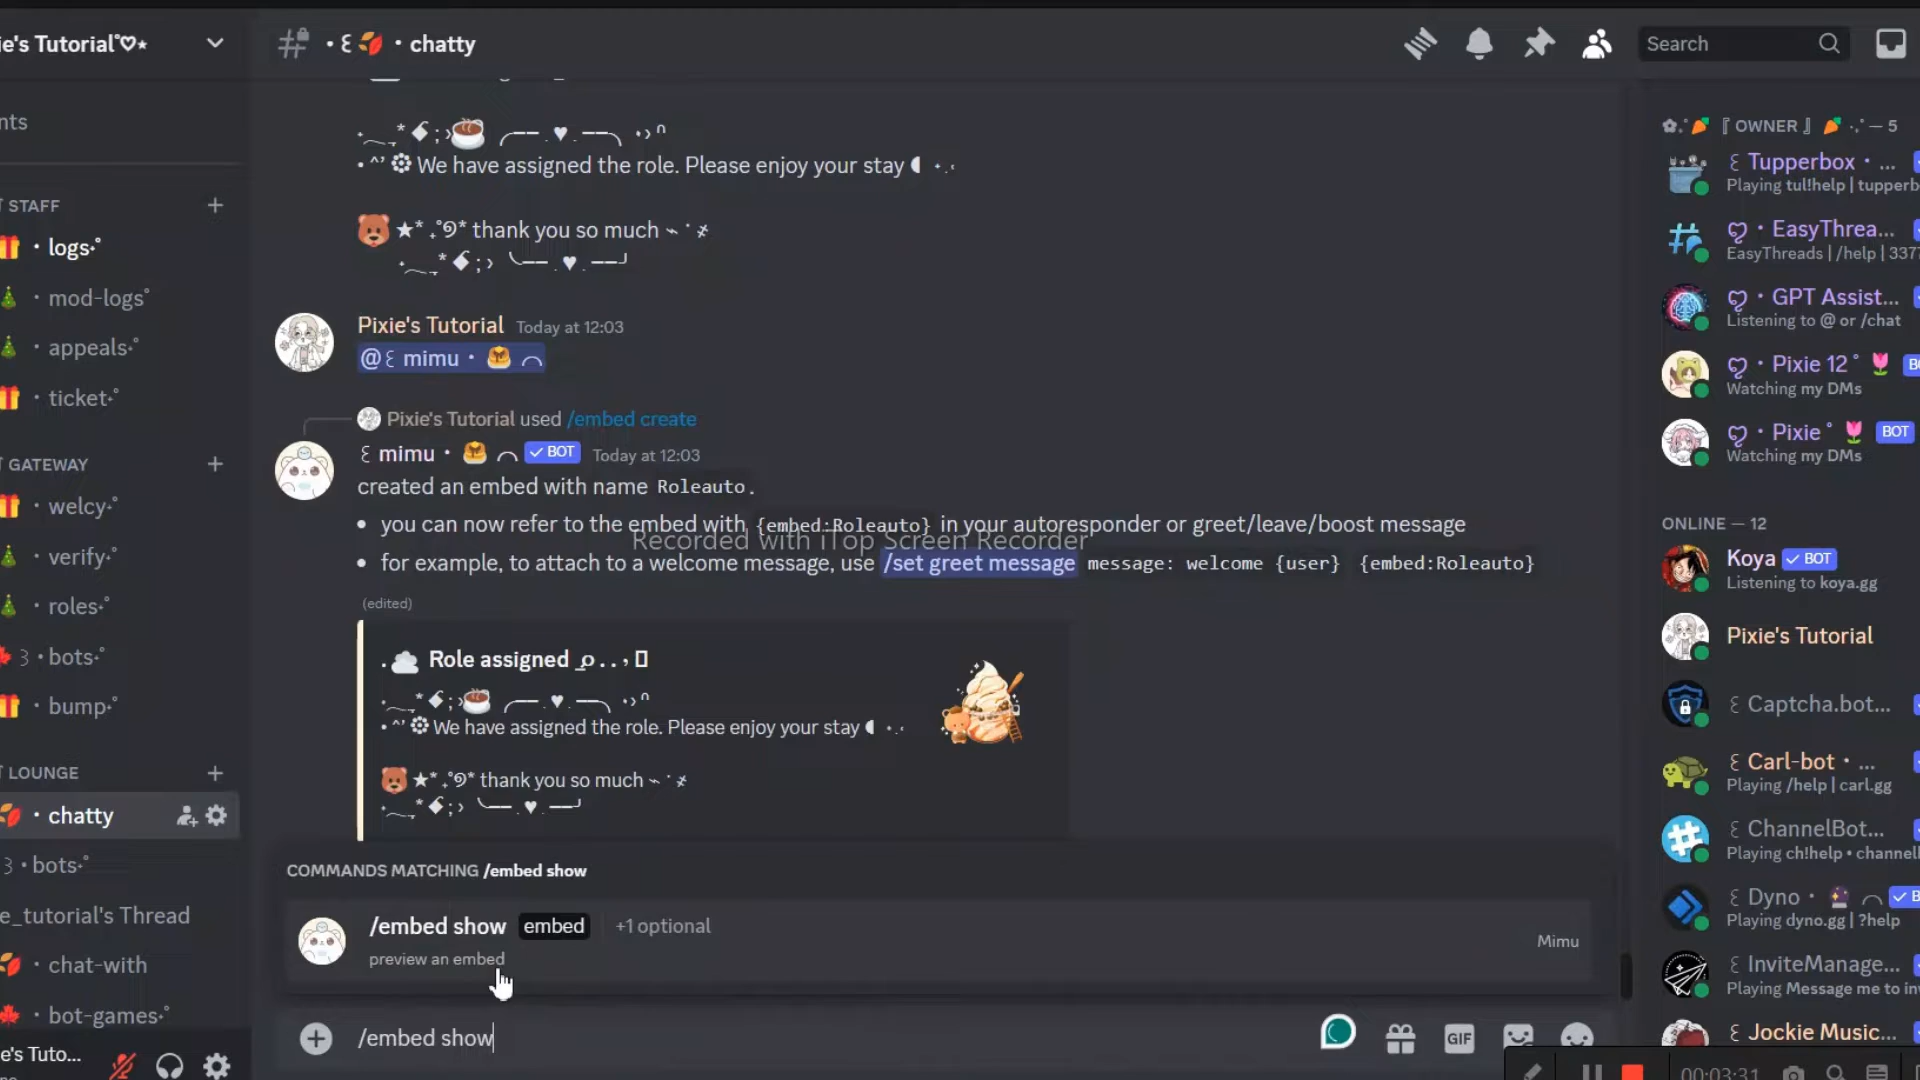 ie's Tutorial°♡⋆
nts
STAFF
・logs˖°
・mod-logs°
・appeals˖°
・ticket˖°
GATEWAY
・welcy˖°
・verify˖°
・roles˖°
꒱・bots˖°
・bump˖°
LOUNGE
・chatty
꒱・bots˖°
e_tutorial's Thread
・chat-with
・bot-games˖°
e's Tuto...
・꒰🍂・chatty
Search
We have assigned the role. Please enjoy your stay
thank you so much
Pixie's Tutorial Today at 12:03
@꒰ mimu・🍮 ⌒
Pixie's Tutorial used /embed create
꒰ mimu・🍮 ⌒ ✓ BOT Today at 12:03
created an embed with name Roleauto.
• you can now refer to the embed with {embed:Roleauto} in your autoresponder or greet/leave/boost message
Recorded with iTop Screen Recorder
• for example, to attach to a welcome message, use /set greet message message: welcome {user} {embed:Roleauto}
(edited)
Role assigned
We have assigned the role. Please enjoy your stay
thank you so much
COMMANDS MATCHING /embed show
/embed show embed +1 optional
preview an embed
Mimu
/embed show
GIF
『 OWNER 』 — 5
꒰ Tupperbox・ ...
Playing tul!help | tupperb
ღ・EasyThrea...
EasyThreads | /help | 337
ღ・GPT Assist...
Listening to @ or /chat
ღ・Pixie 12°🌷 B
Watching my DMs
ღ・Pixie°🌷 BOT
Watching my DMs
ONLINE — 12
Koya ✓ BOT
Listening to koya.gg
Pixie's Tutorial
꒰ Captcha.bot...
꒰ Carl-bot・ ...
Playing /help | carl.gg
꒰ ChannelBot...
Playing ch!help • channel
꒰ Dyno・🔮 ⌒ ✓ B
Playing dyno.gg | ?help
꒰ InviteManage...
Playing Message me to in
꒰ Jockie Music...
00:03:31